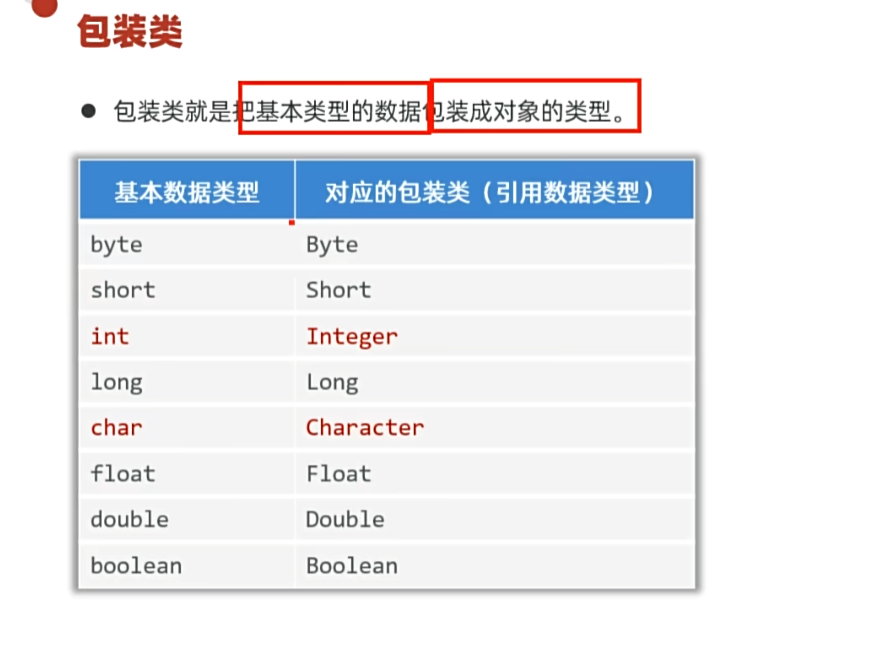 包装类
● 包装类就是把基本类型的数据包装成对象的类型。
基本数据类型 对应的包装类（引用数据类型）
byte Byte
short Short
int Integer
long Long
char Character
float Float
double Double
boolean Boolean